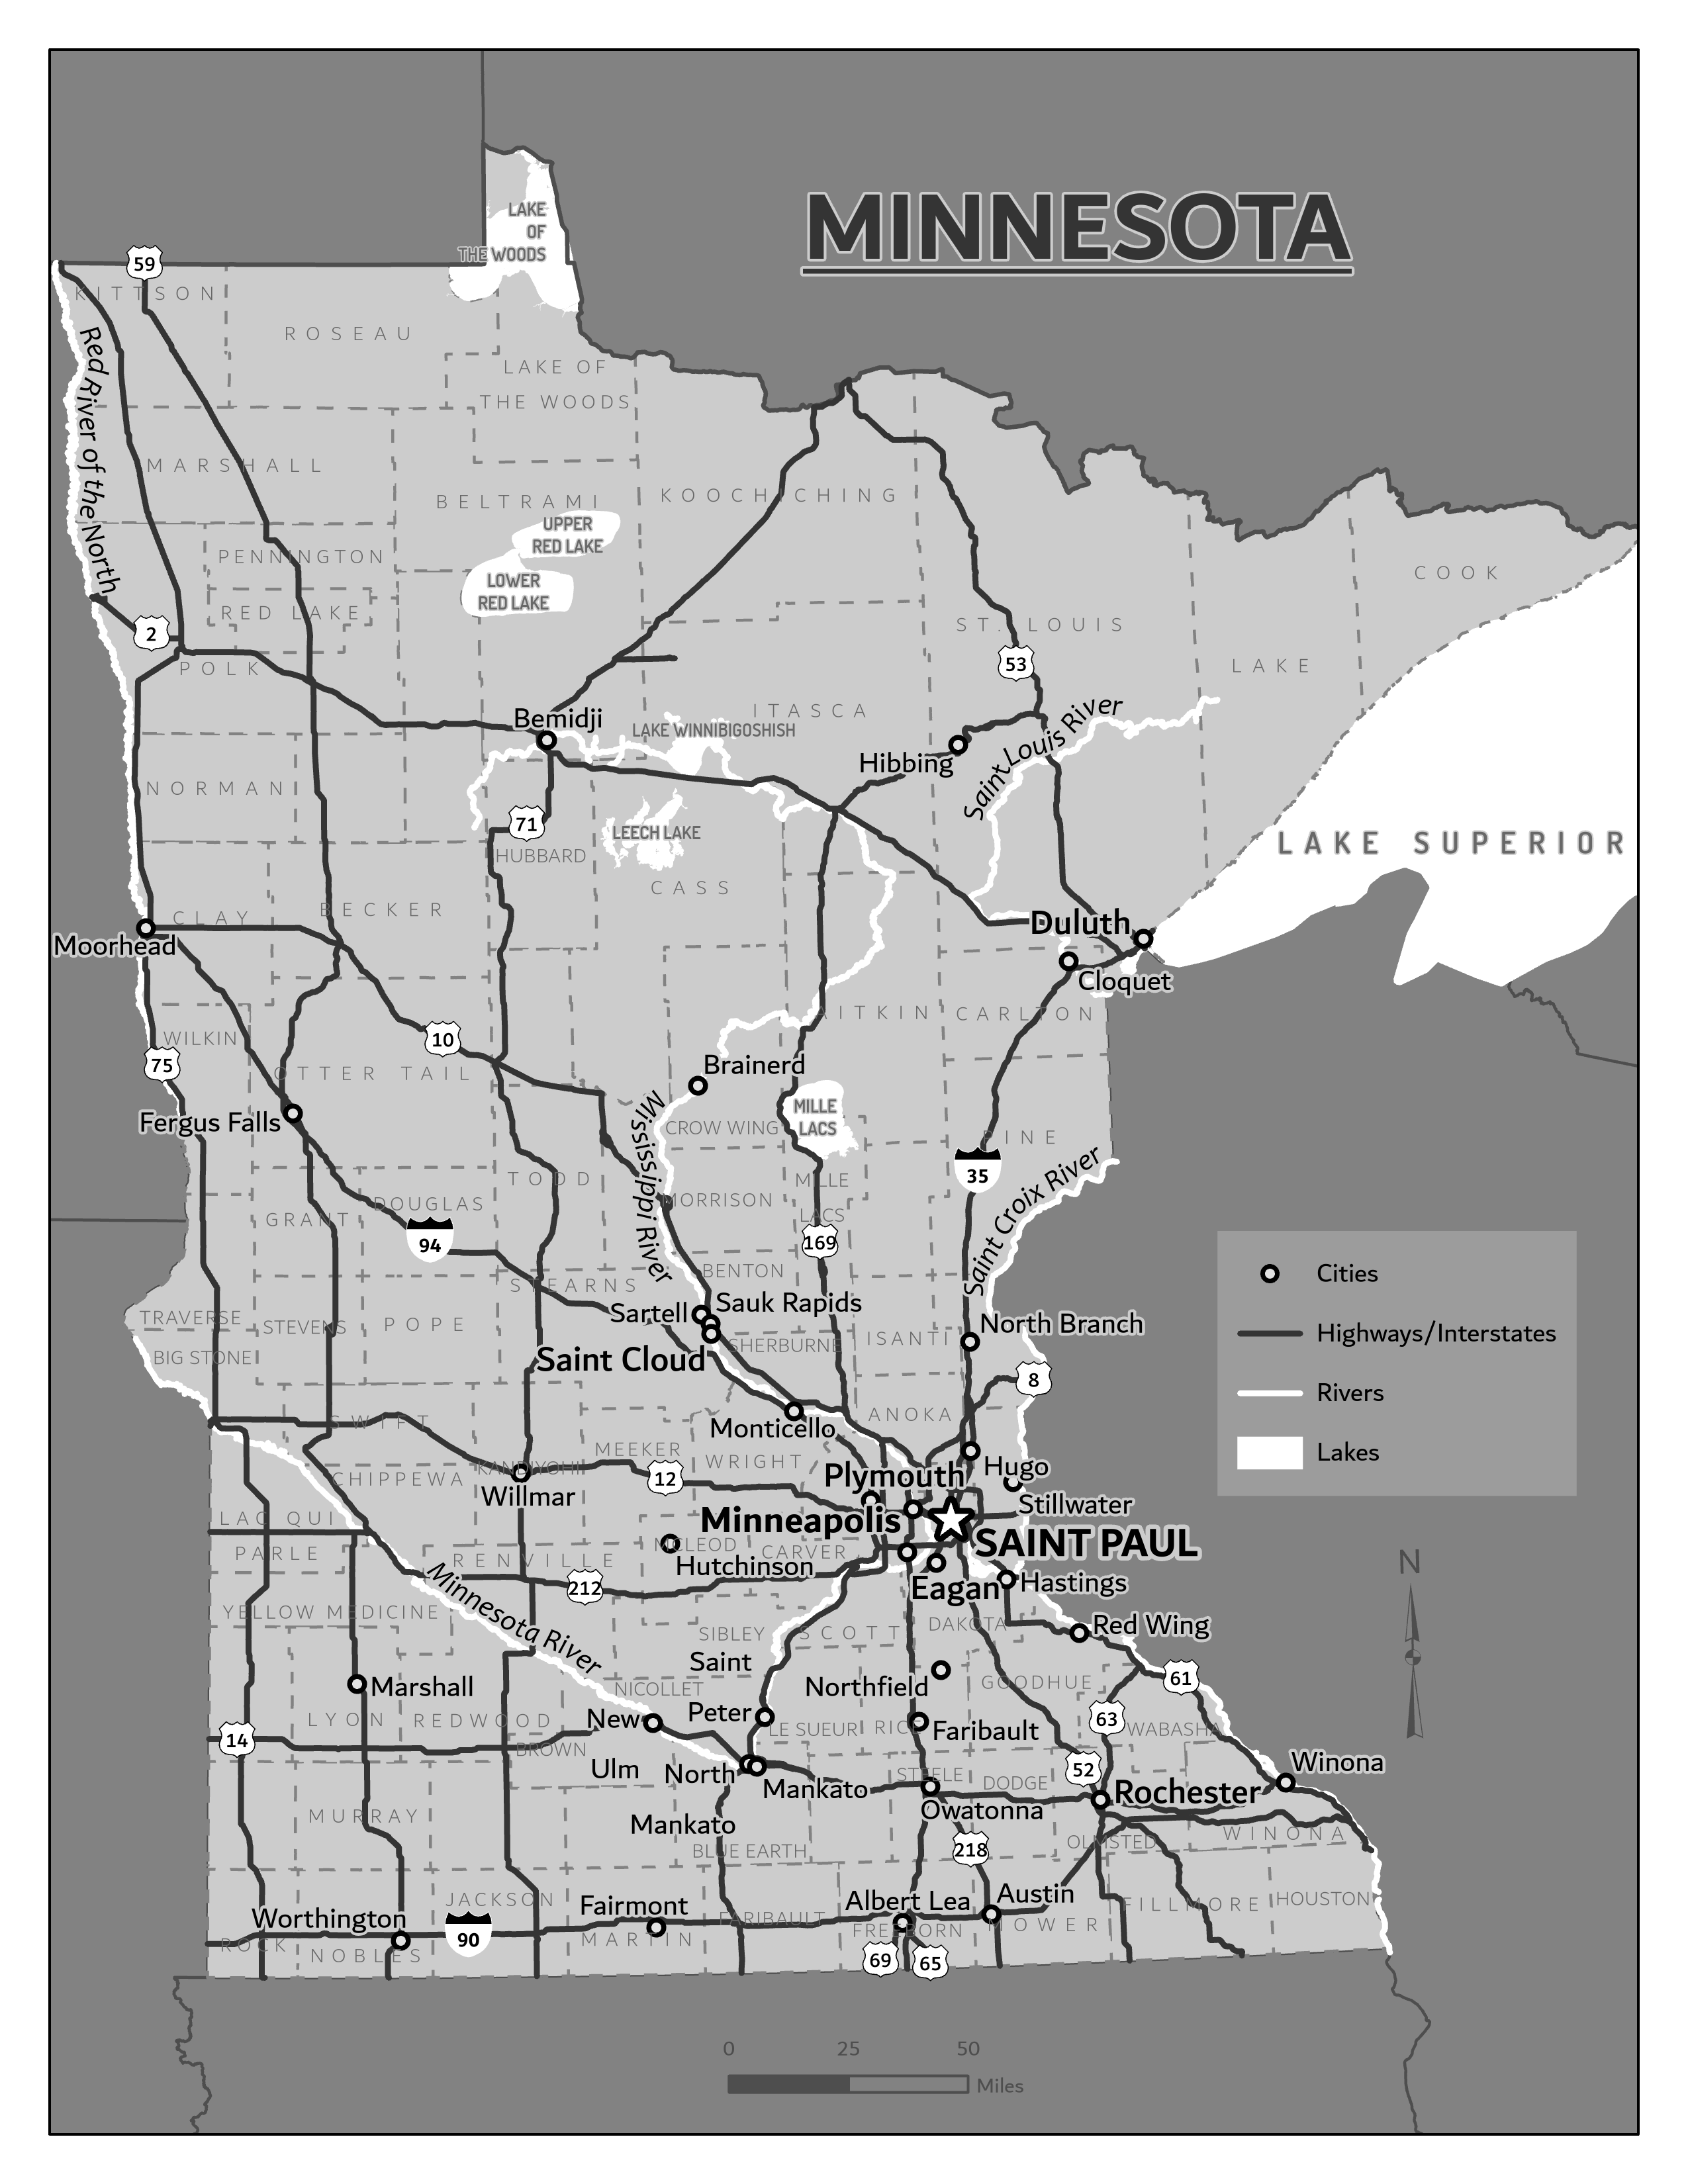 MINNESOTA
LAKE
OF
THE WOODS
59
KITTSON
ROSEAU
LAKE OF
THE WOODS
Red River of the North
MARSHALL
BELTRAMI
KOOCHICHING
UPPER
RED LAKE
PENNINGTON
COOK
LOWER
RED LAKE
RED LAKE
ST. LOUIS
2
POLK
53
LAKE
ITASCA
Bemidji
LAKE WINNIBIGOSHISH
Saint Louis River
Hibbing
NORMAN
71
LEECH LAKE
LAKE SUPERIOR
HUBBARD
CASS
BECKER
CLAY
Duluth
Moorhead
Cloquet
AITKIN
CARLTON
WILKIN
10
75
Brainerd
OTTER TAIL
MILLE
LACS
Fergus Falls
Mississippi River
CROW WING
PINE
35
TODD
MILLE
LACS
MORRISON
DOUGLAS
GRANT
Saint Croix River
94
169
BENTON
Cities
STEARNS
Sauk Rapids
Sartell
TRAVERSE
STEVENS
POPE
North Branch
Highways/Interstates
SHERBURNE
ISANTI
BIG STONE
Saint Cloud
8
Rivers
SWIFT
ANOKA
Monticello
MEEKER
WRIGHT
Lakes
CHIPPEWA
KANDIYOHI
12
Hugo
Plymouth
Willmar
Stillwater
LAC QUI
PARLE
Minneapolis
SAINT PAUL
MCLEOD
CARVER
RENVILLE
Hutchinson
N
212
Eagan
Hastings
Minnesota River
YELLOW MEDICINE
DAKOTA
Red Wing
SIBLEY
SCOTT
Saint
Peter
Marshall
NICOLLET
Northfield
GOODHUE
61
LYON
REDWOOD
New
Ulm
LE SUEUR
RICE
Faribault
63
WABASHA
14
BROWN
North
Mankato
Mankato
STEELE
DODGE
52
Winona
Rochester
Owatonna
MURRAY
BLUE EARTH
218
OLMSTED
WINONA
JACKSON
Fairmont
Albert Lea
Austin
FILLMORE
HOUSTON
Worthington
FARIBAULT
FREEBORN
MOWER
ROCK
NOBLES
90
MARTIN
69
65
0
25
50
Miles